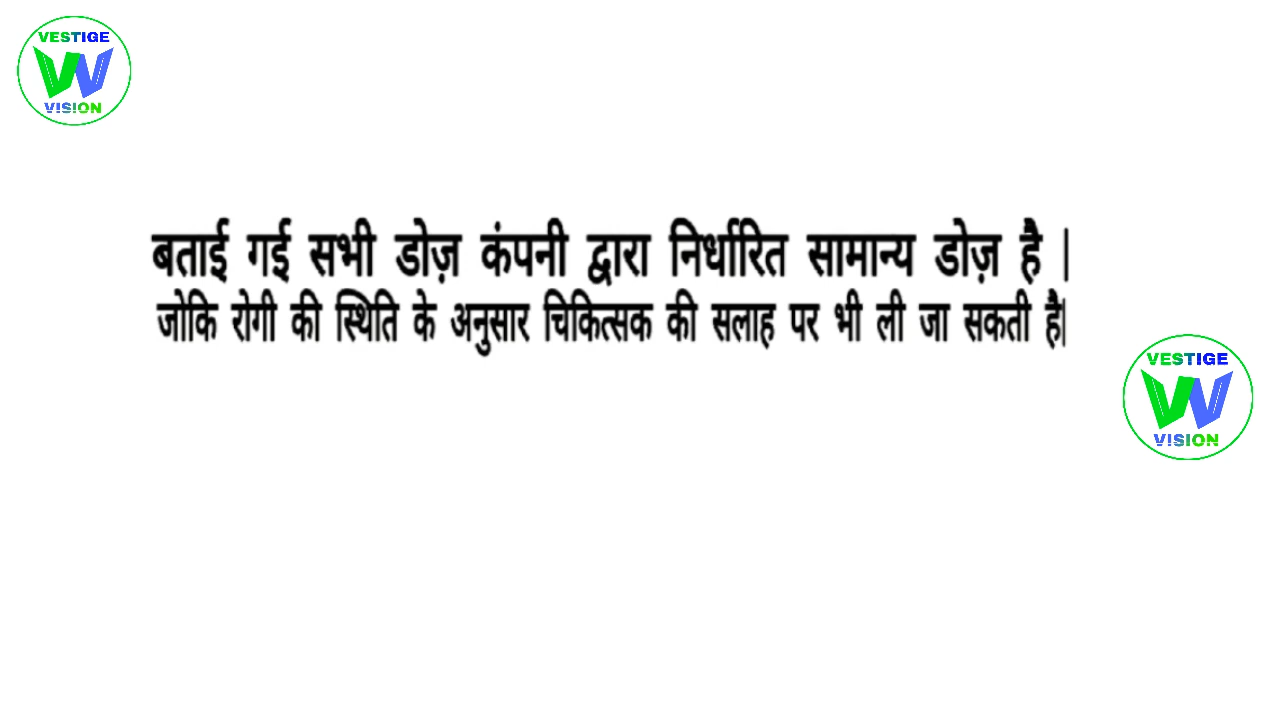 VESTIGE
VISION
बताई गई सभी डोज़ कंपनी द्वारा निर्धारित सामान्य डोज़ है |
जोकि रोगी की स्थिति के अनुसार चिकित्सक की सलाह पर भी ली जा सकती है|
VESTIGE
VISION